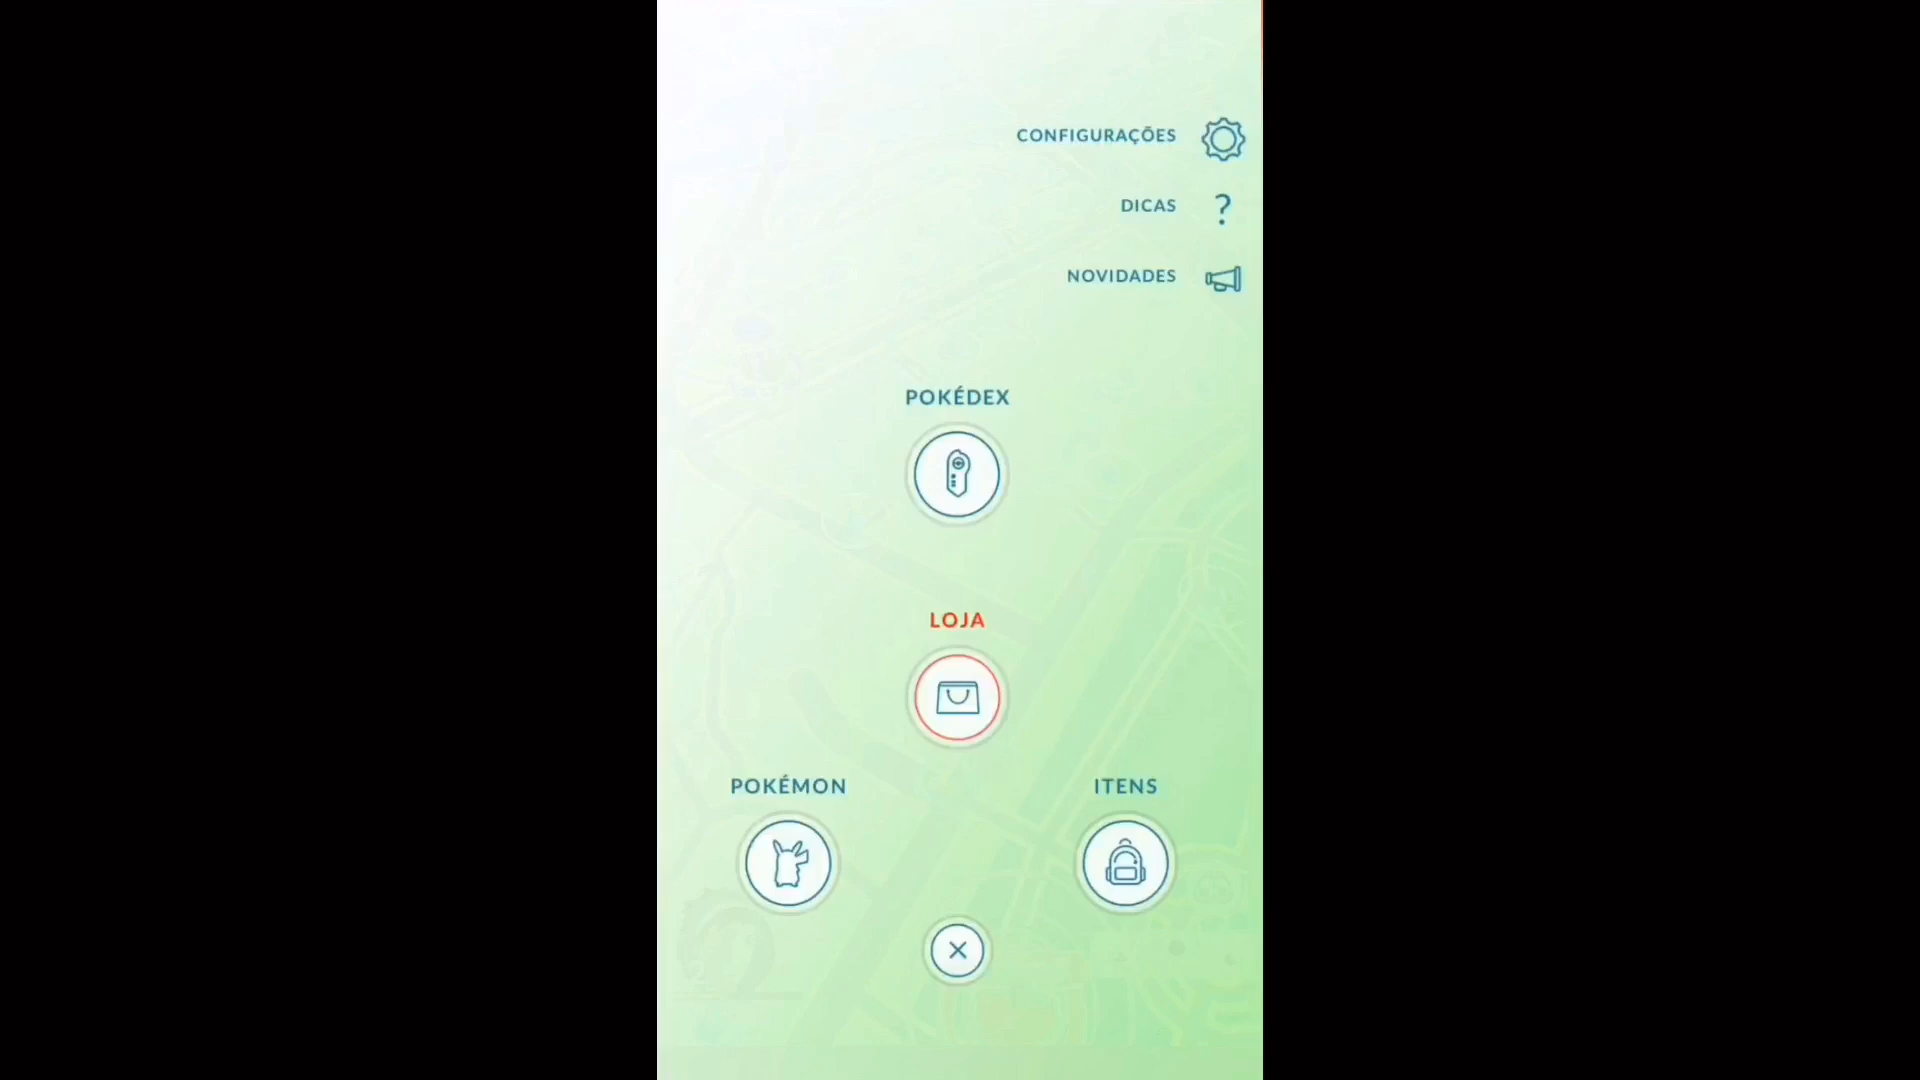 CONFIGURAÇÕES
DICAS
?
NOVIDADES
POKÉDEX
LOJA
POKÉMON
ITENS